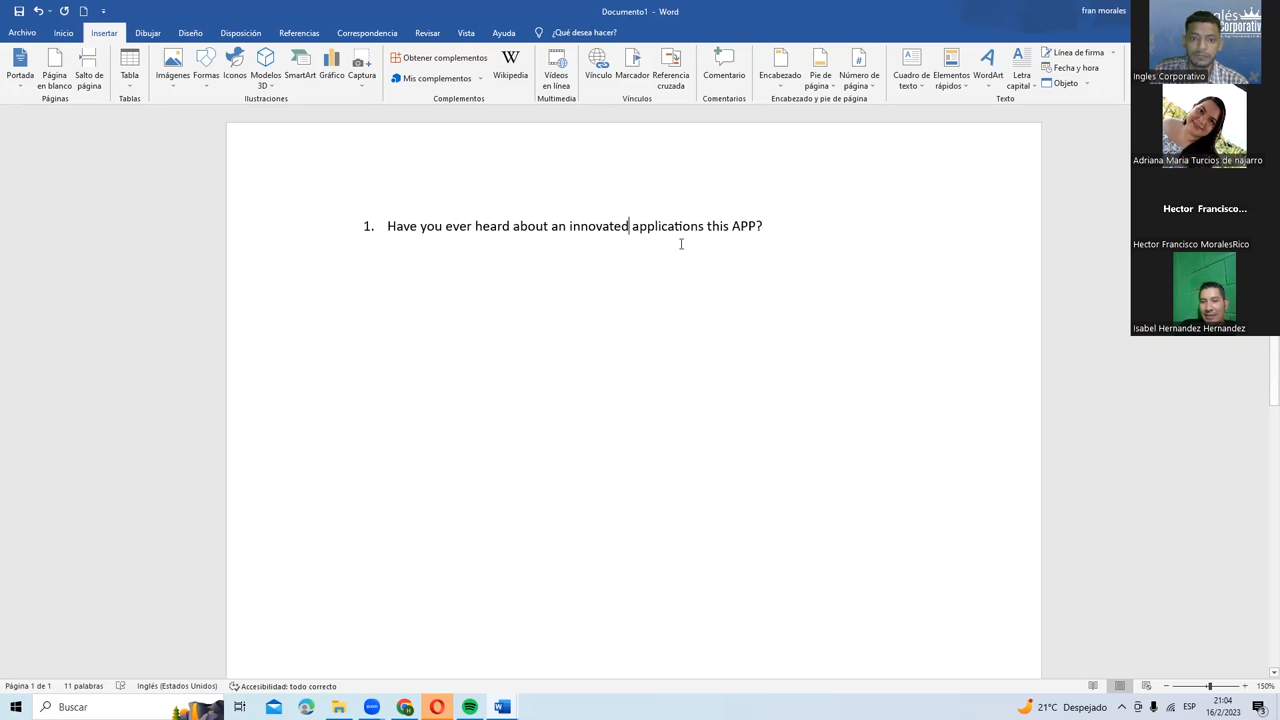 Documento1 - Word
fran morales
Archivo Inicio Insertar Dibujar Diseño Disposición Referencias Correspondencia Revisar Vista Ayuda ¿Qué desea hacer?
Portada
Página en blanco
Salto de página
Páginas
Tabla
Tablas
Imágenes
Formas
Iconos
Modelos 3D
SmartArt
Gráfico
Captura
Ilustraciones
Obtener complementos
Mis complementos
Wikipedia
Complementos
Vídeos en línea
Multimedia
Vínculo
Marcador
Referencia cruzada
Vínculos
Comentario
Comentarios
Encabezado
Pie de página
Número de página
Encabezado y pie de página
Cuadro de texto
Elementos rápidos
WordArt
Letra capital
Línea de firma
Fecha y hora
Objeto
Texto
Ingles Corporativo
Adriana Maria Turcios de najarro
Hector Francisco...
Hector Francisco MoralesRico
Isabel Hernandez Hernandez
1. Have you ever heard about an innovated applications this APP?
Página 1 de 1 11 palabras Inglés (Estados Unidos) Accesibilidad: todo correcto 150%
Buscar
21°C Despejado ESP 21:04
16/2/2023